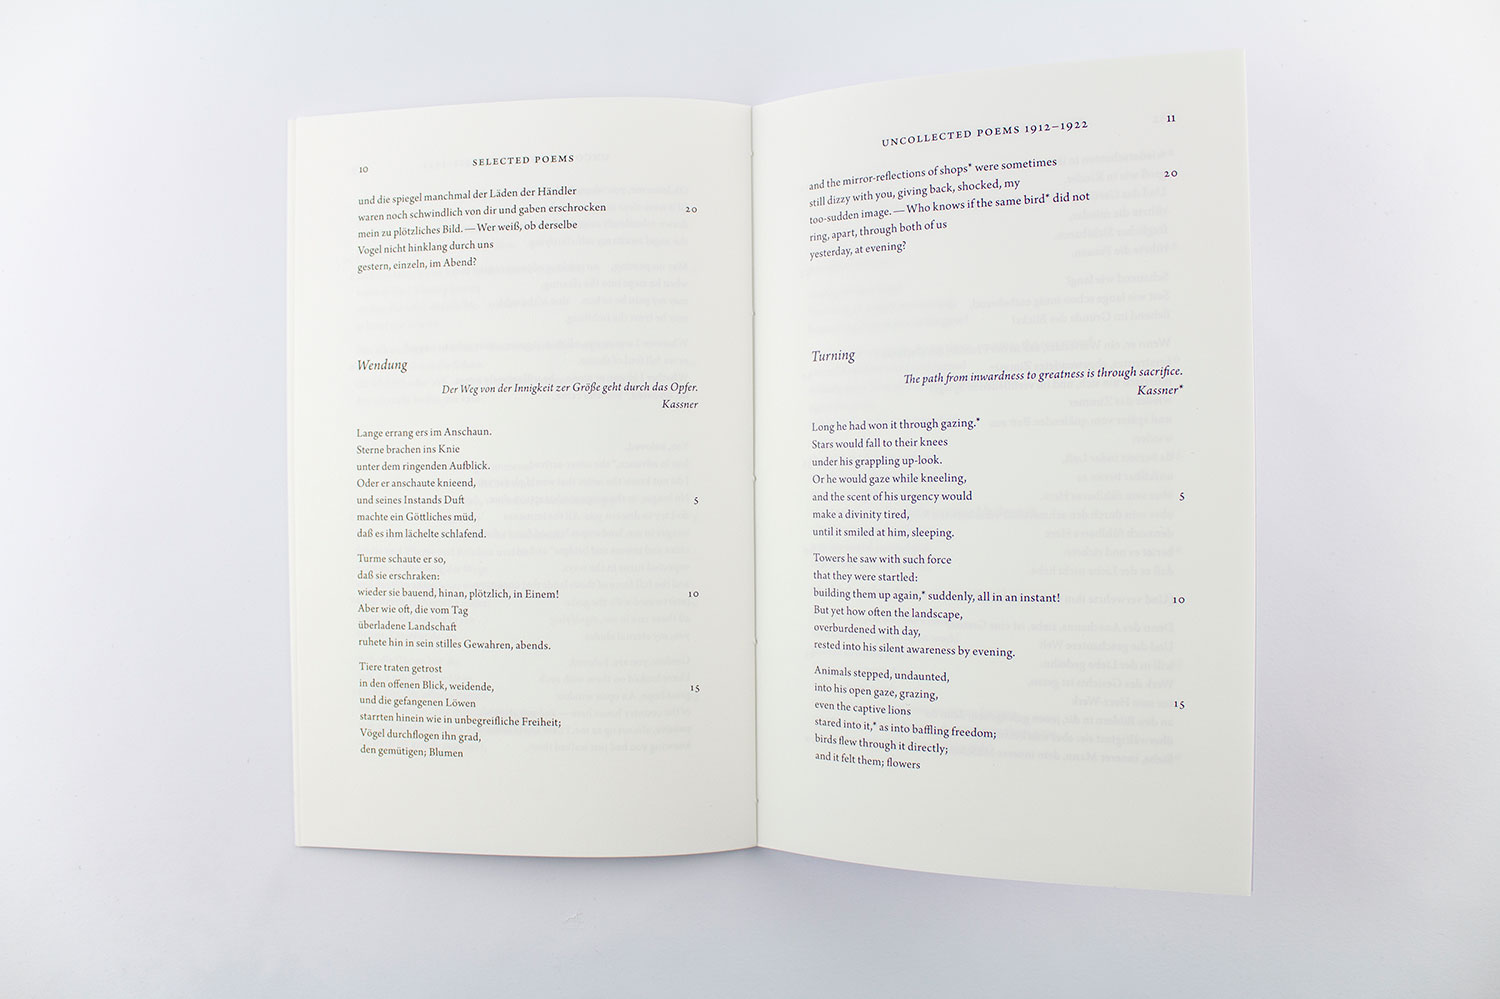 10
SELECTED POEMS
und die spiegel manchmal der Läden der Händler
waren noch schwindlich von dir und gaben erschrocken
20
mein zu plötzliches Bild. — Wer weiß, ob derselbe
Vogel nicht hinklang durch uns
gestern, einzeln, im Abend?
Wendung
Der Weg von der Innigkeit zer Größe geht durch das Opfer.
Kassner
Lange errang ers im Anschaun.
Sterne brachen ins Knie
unter dem ringenden Aufblick.
Oder er anschaute knieend,
und seines Instands Duft
5
machte ein Göttliches müd,
daß es ihm lächelte schlafend.
Turme schaute er so,
daß sie erschraken:
wieder sie bauend, hinan, plötzlich, in Einem!
10
Aber wie oft, die vom Tag
überladene Landschaft
ruhete hin in sein stilles Gewahren, abends.
Tiere traten getrost
in den offenen Blick, weidende,
15
und die gefangenen Löwen
starrten hinein wie in unbegreifliche Freiheit;
Vögel durchflogen ihn grad,
den gemütigen; Blumen
UNCOLLECTED POEMS 1912–1922
11
and the mirror-reflections of shops* were sometimes
still dizzy with you, giving back, shocked, my
20
too-sudden image. — Who knows if the same bird* did not
ring, apart, through both of us
yesterday, at evening?
Turning
The path from inwardness to greatness is through sacrifice.
Kassner*
Long he had won it through gazing.*
Stars would fall to their knees
under his grappling up-look.
Or he would gaze while kneeling,
and the scent of his urgency would
5
make a divinity tired,
until it smiled at him, sleeping.
Towers he saw with such force
that they were startled:
building them up again,* suddenly, all in an instant!
10
But yet how often the landscape,
overburdened with day,
rested into his silent awareness by evening.
Animals stepped, undaunted,
into his open gaze, grazing,
15
even the captive lions
stared into it,* as into baffling freedom;
birds flew through it directly;
and it felt them; flowers